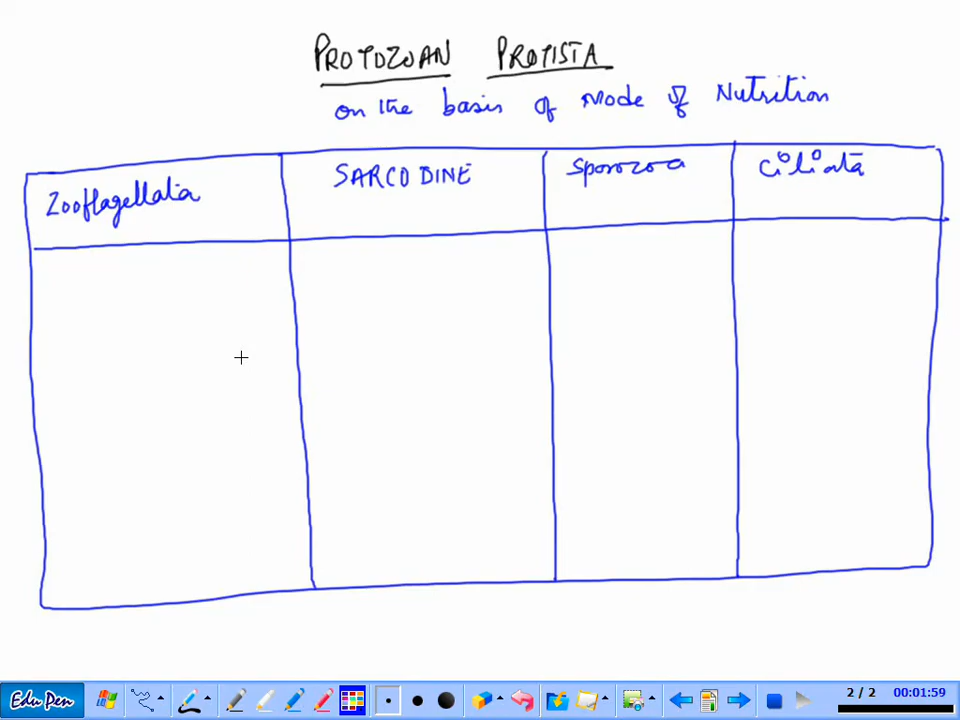 PROTOZOAN PROTISTA
on the basis of Mode of Nutrition
Zooflagellatia SARCODINE Sporozoa Ciliata
Edu Pen 2 / 2 00:01:59